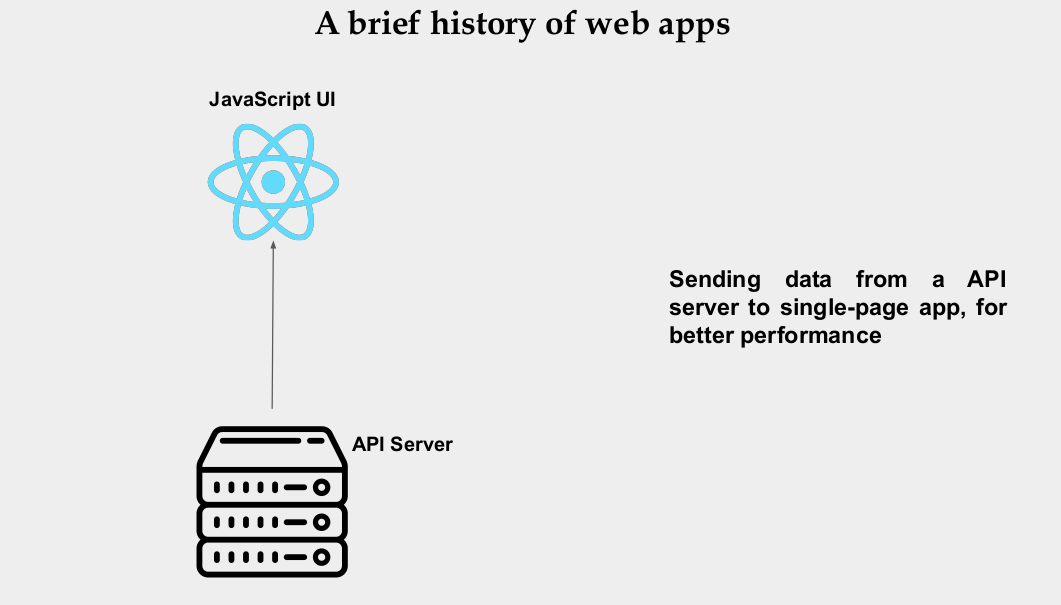 A brief history of web apps
JavaScript UI
Sending data from a API
server to single-page app, for
better performance
API Server